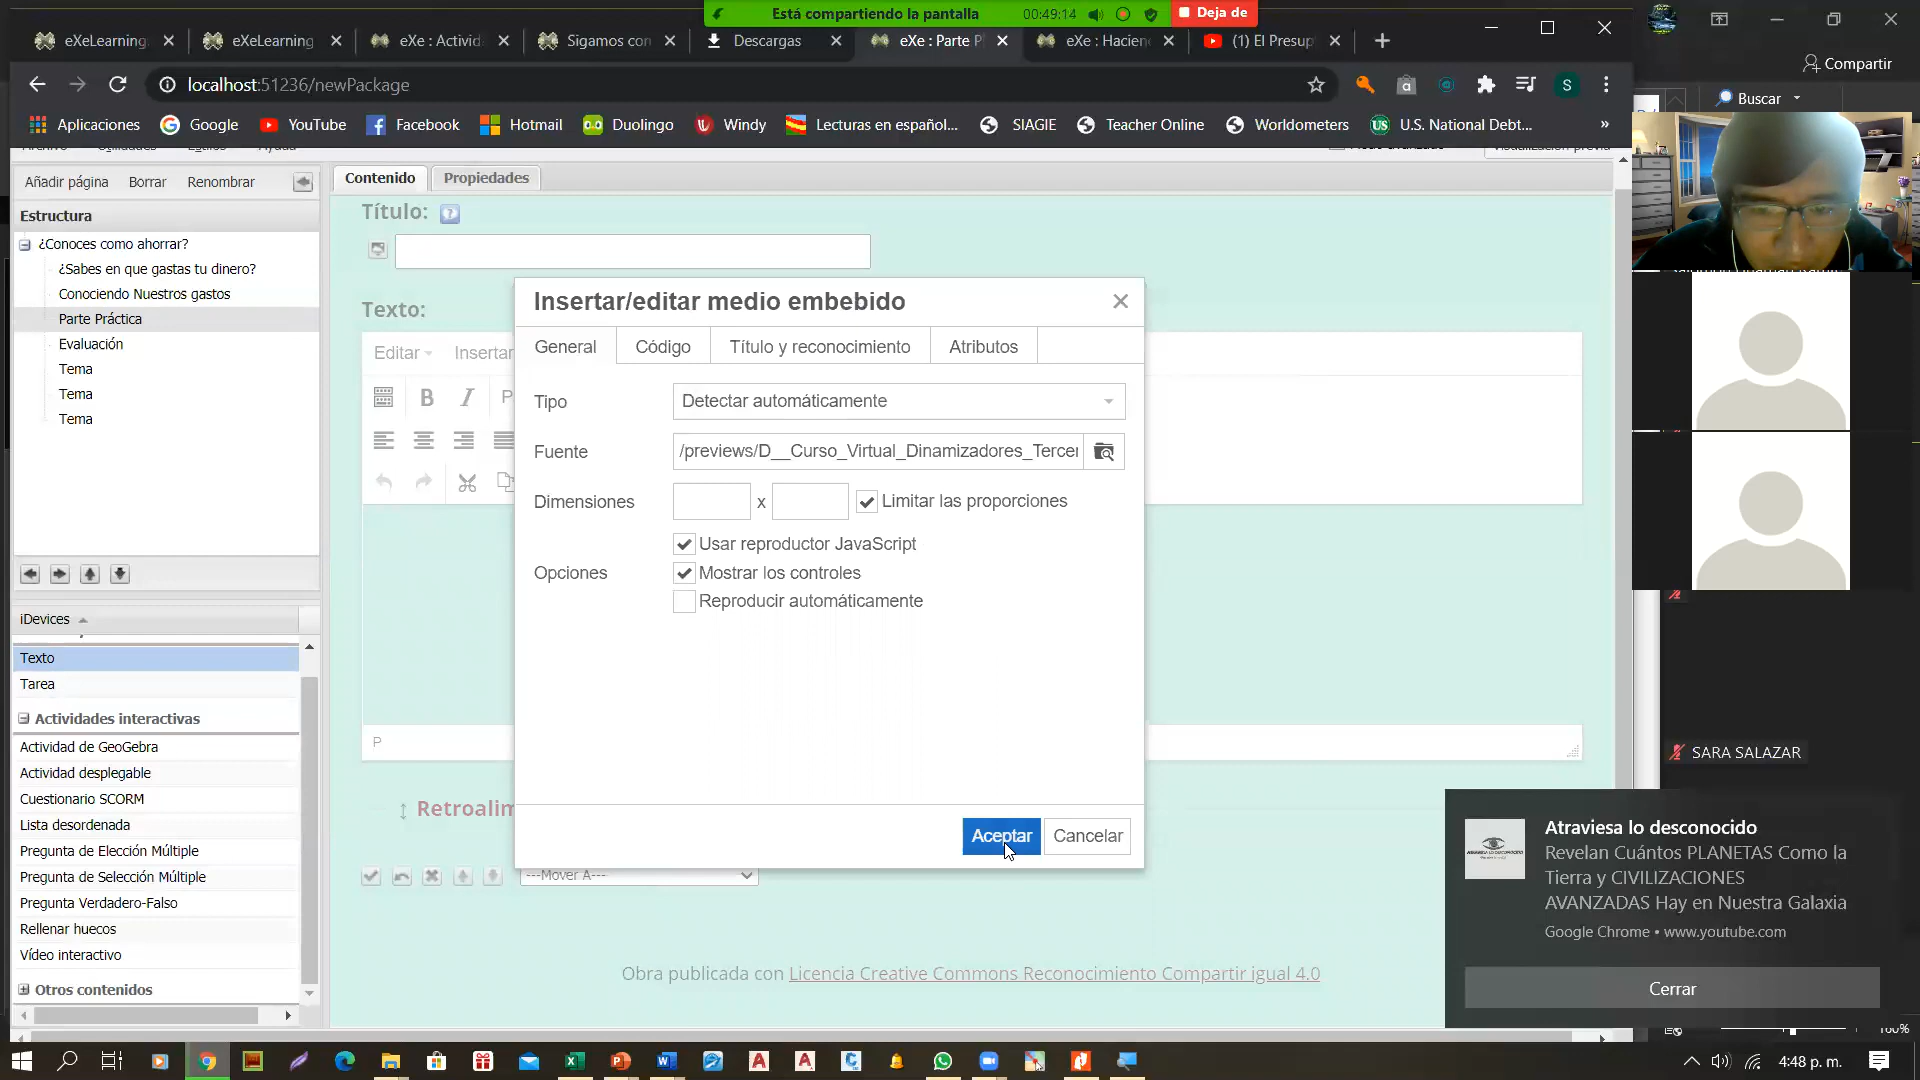 Está compartiendo la pantalla
00:49:14
Deja de
eXeLearning
eXeLearning
eXe : Activid
Sigamos con
Descargas
eXe : Parte P
eXe : Hacien
(1) El Presup
localhost:51236/newPackage
S
Compartir
Buscar
Aplicaciones
Google
YouTube
Facebook
Hotmail
Duolingo
Windy
Lecturas en español...
SIAGIE
Teacher Online
Worldometers
U.S. National Debt...
»
Añadir página
Borrar
Renombrar
Estructura
¿Conoces como ahorrar?
¿Sabes en que gastas tu dinero?
Conociendo Nuestros gastos
Parte Práctica
Evaluación
Tema
Tema
Tema
iDevices
Texto
Tarea
Actividades interactivas
Actividad de GeoGebra
Actividad desplegable
Cuestionario SCORM
Lista desordenada
Pregunta de Elección Múltiple
Pregunta de Selección Múltiple
Pregunta Verdadero-Falso
Rellenar huecos
Vídeo interactivo
Otros contenidos
Contenido
Propiedades
Título:
Texto:
Editar
Insertar
B
I
P
Insertar/editar medio embebido
General
Código
Título y reconocimiento
Atributos
Tipo
Detectar automáticamente
Fuente
/previews/D__Curso_Virtual_Dinamizadores_Tercer
Dimensiones
x
Limitar las proporciones
Opciones
Usar reproductor JavaScript
Mostrar los controles
Reproducir automáticamente
Aceptar
Cancelar
P
Retroalim
---Mover A---
Obra publicada con Licencia Creative Commons Reconocimiento Compartir igual 4.0
SARA SALAZAR
Atraviesa lo desconocido
Revelan Cuántos PLANETAS Como la
Tierra y CIVILIZACIONES
AVANZADAS Hay en Nuestra Galaxia
Google Chrome • www.youtube.com
Cerrar
4:48 p. m.